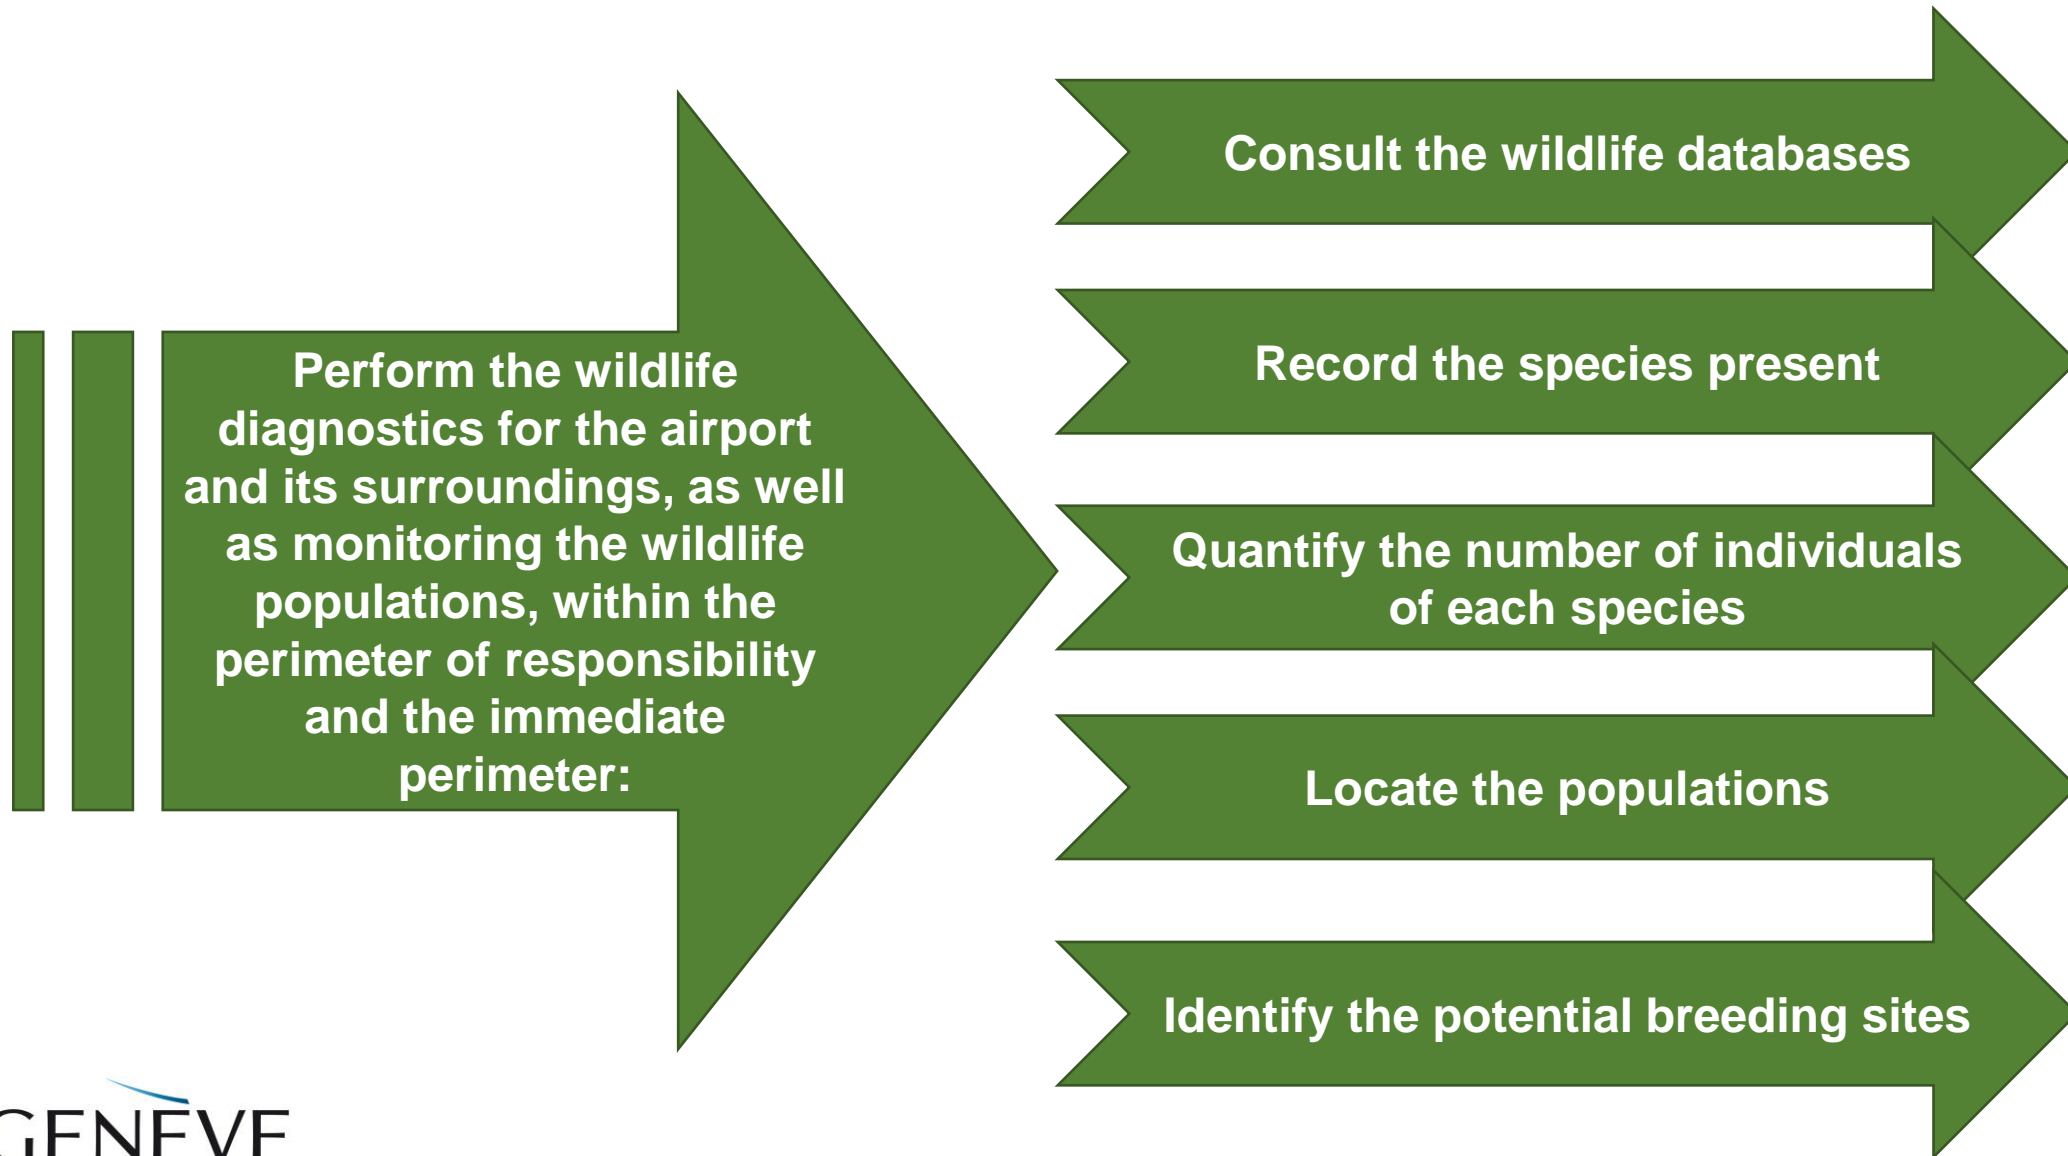 Perform the wildlife
diagnostics for the airport
and its surroundings, as well
as monitoring the wildlife
populations, within the
perimeter of responsibility
and the immediate
perimeter:
Consult the wildlife databases
Record the species present
Quantify the number of individuals
of each species
Locate the populations
Identify the potential breeding sites
GENEVE